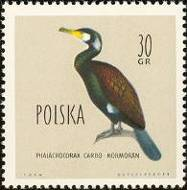 30
GR
POLSKA
PHALACROCORAX CARBO KORMORAN